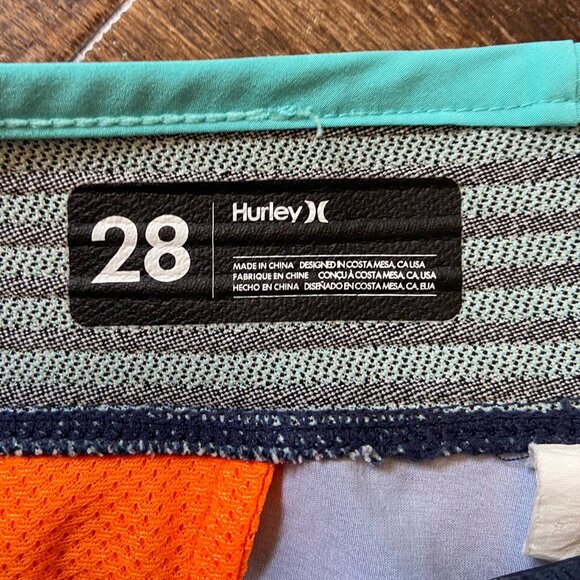 28
Hurley
MADE IN CHINA DESIGNED IN COSTA MESA, CA USA
FABRIQUE EN CHINE CONÇU À COSTA MESA, CA, USA
HECHO EN CHINA DISEÑADO EN COSTA MESA, CA, EUA